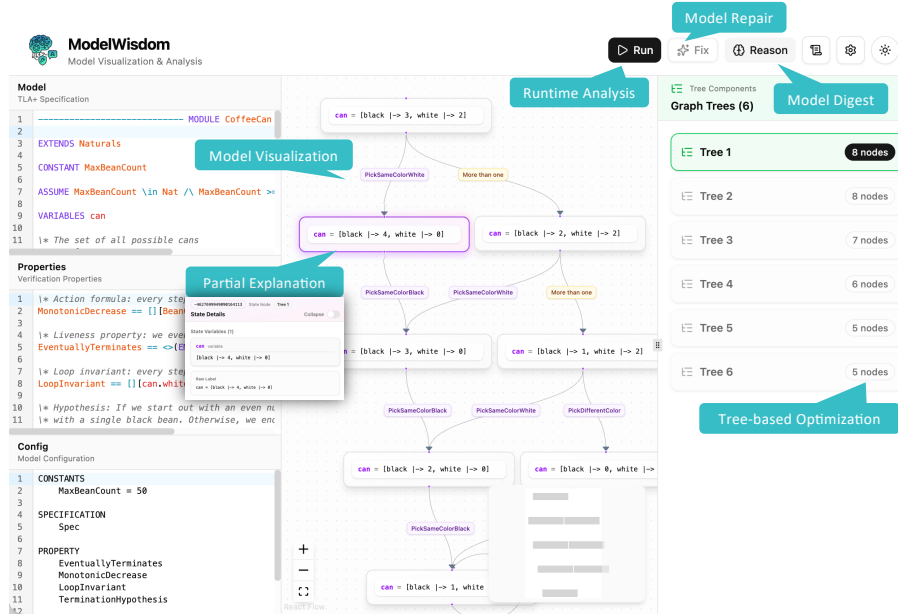 Model Repair
ModelWisdom
Model Visualization & Analysis
Run
Fix
Reason
Runtime Analysis
Model Digest
Model
TLA+ Specification
1 ---------------------------- MODULE CoffeeCan
2
3 EXTENDS Naturals
4
5 CONSTANT MaxBeanCount
6
7 ASSUME MaxBeanCount \in Nat /\ MaxBeanCount >=
8
9 VARIABLES can
10
11 \* The set of all possible cans
Properties
Verification Properties
1 \* Action formula: every step
2 MonotonicDecrease == [][Bean
3
4 \* Liveness property: we even
5 EventuallyTerminates == <>(EN
6
7 \* Loop invariant: every step
8 LoopInvariant == [][can.white
9
10 \* Hypothesis: If we start out with an even nu
11 \* with a single black bean. Otherwise, we end
Config
Model Configuration
1 CONSTANTS
2 MaxBeanCount = 50
3
4 SPECIFICATION
5 Spec
6
7 PROPERTY
8 EventuallyTerminates
9 MonotonicDecrease
10 LoopInvariant
11 TerminationHypothesis
12
Model Visualization
can = [black |-> 3, white |-> 2]
PickSameColorWhite
More than one
can = [black |-> 4, white |-> 0]
can = [black |-> 2, white |-> 2]
Partial Explanation
State Node Tree 1
State Details
Collapse
State Variables (1)
can variable
[black |-> 4, white |-> 0]
Raw Label
can = [black |-> 4, white |-> 0]
PickSameColorBlack
PickSameColorWhite
More than one
= [black |-> 3, white |-> 0]
can = [black |-> 1, white |-> 2]
PickSameColorBlack
PickSameColorWhite
PickDifferentColor
can = [black |-> 2, white |-> 0]
can = [black |-> 0, white |->
PickSameColorBlack
can = [black |-> 1, white
React Flow
Tree Components
Graph Trees (6)
Tree 1 8 nodes
Tree 2 8 nodes
Tree 3 7 nodes
Tree 4 6 nodes
Tree 5 5 nodes
Tree 6 5 nodes
Tree-based Optimization